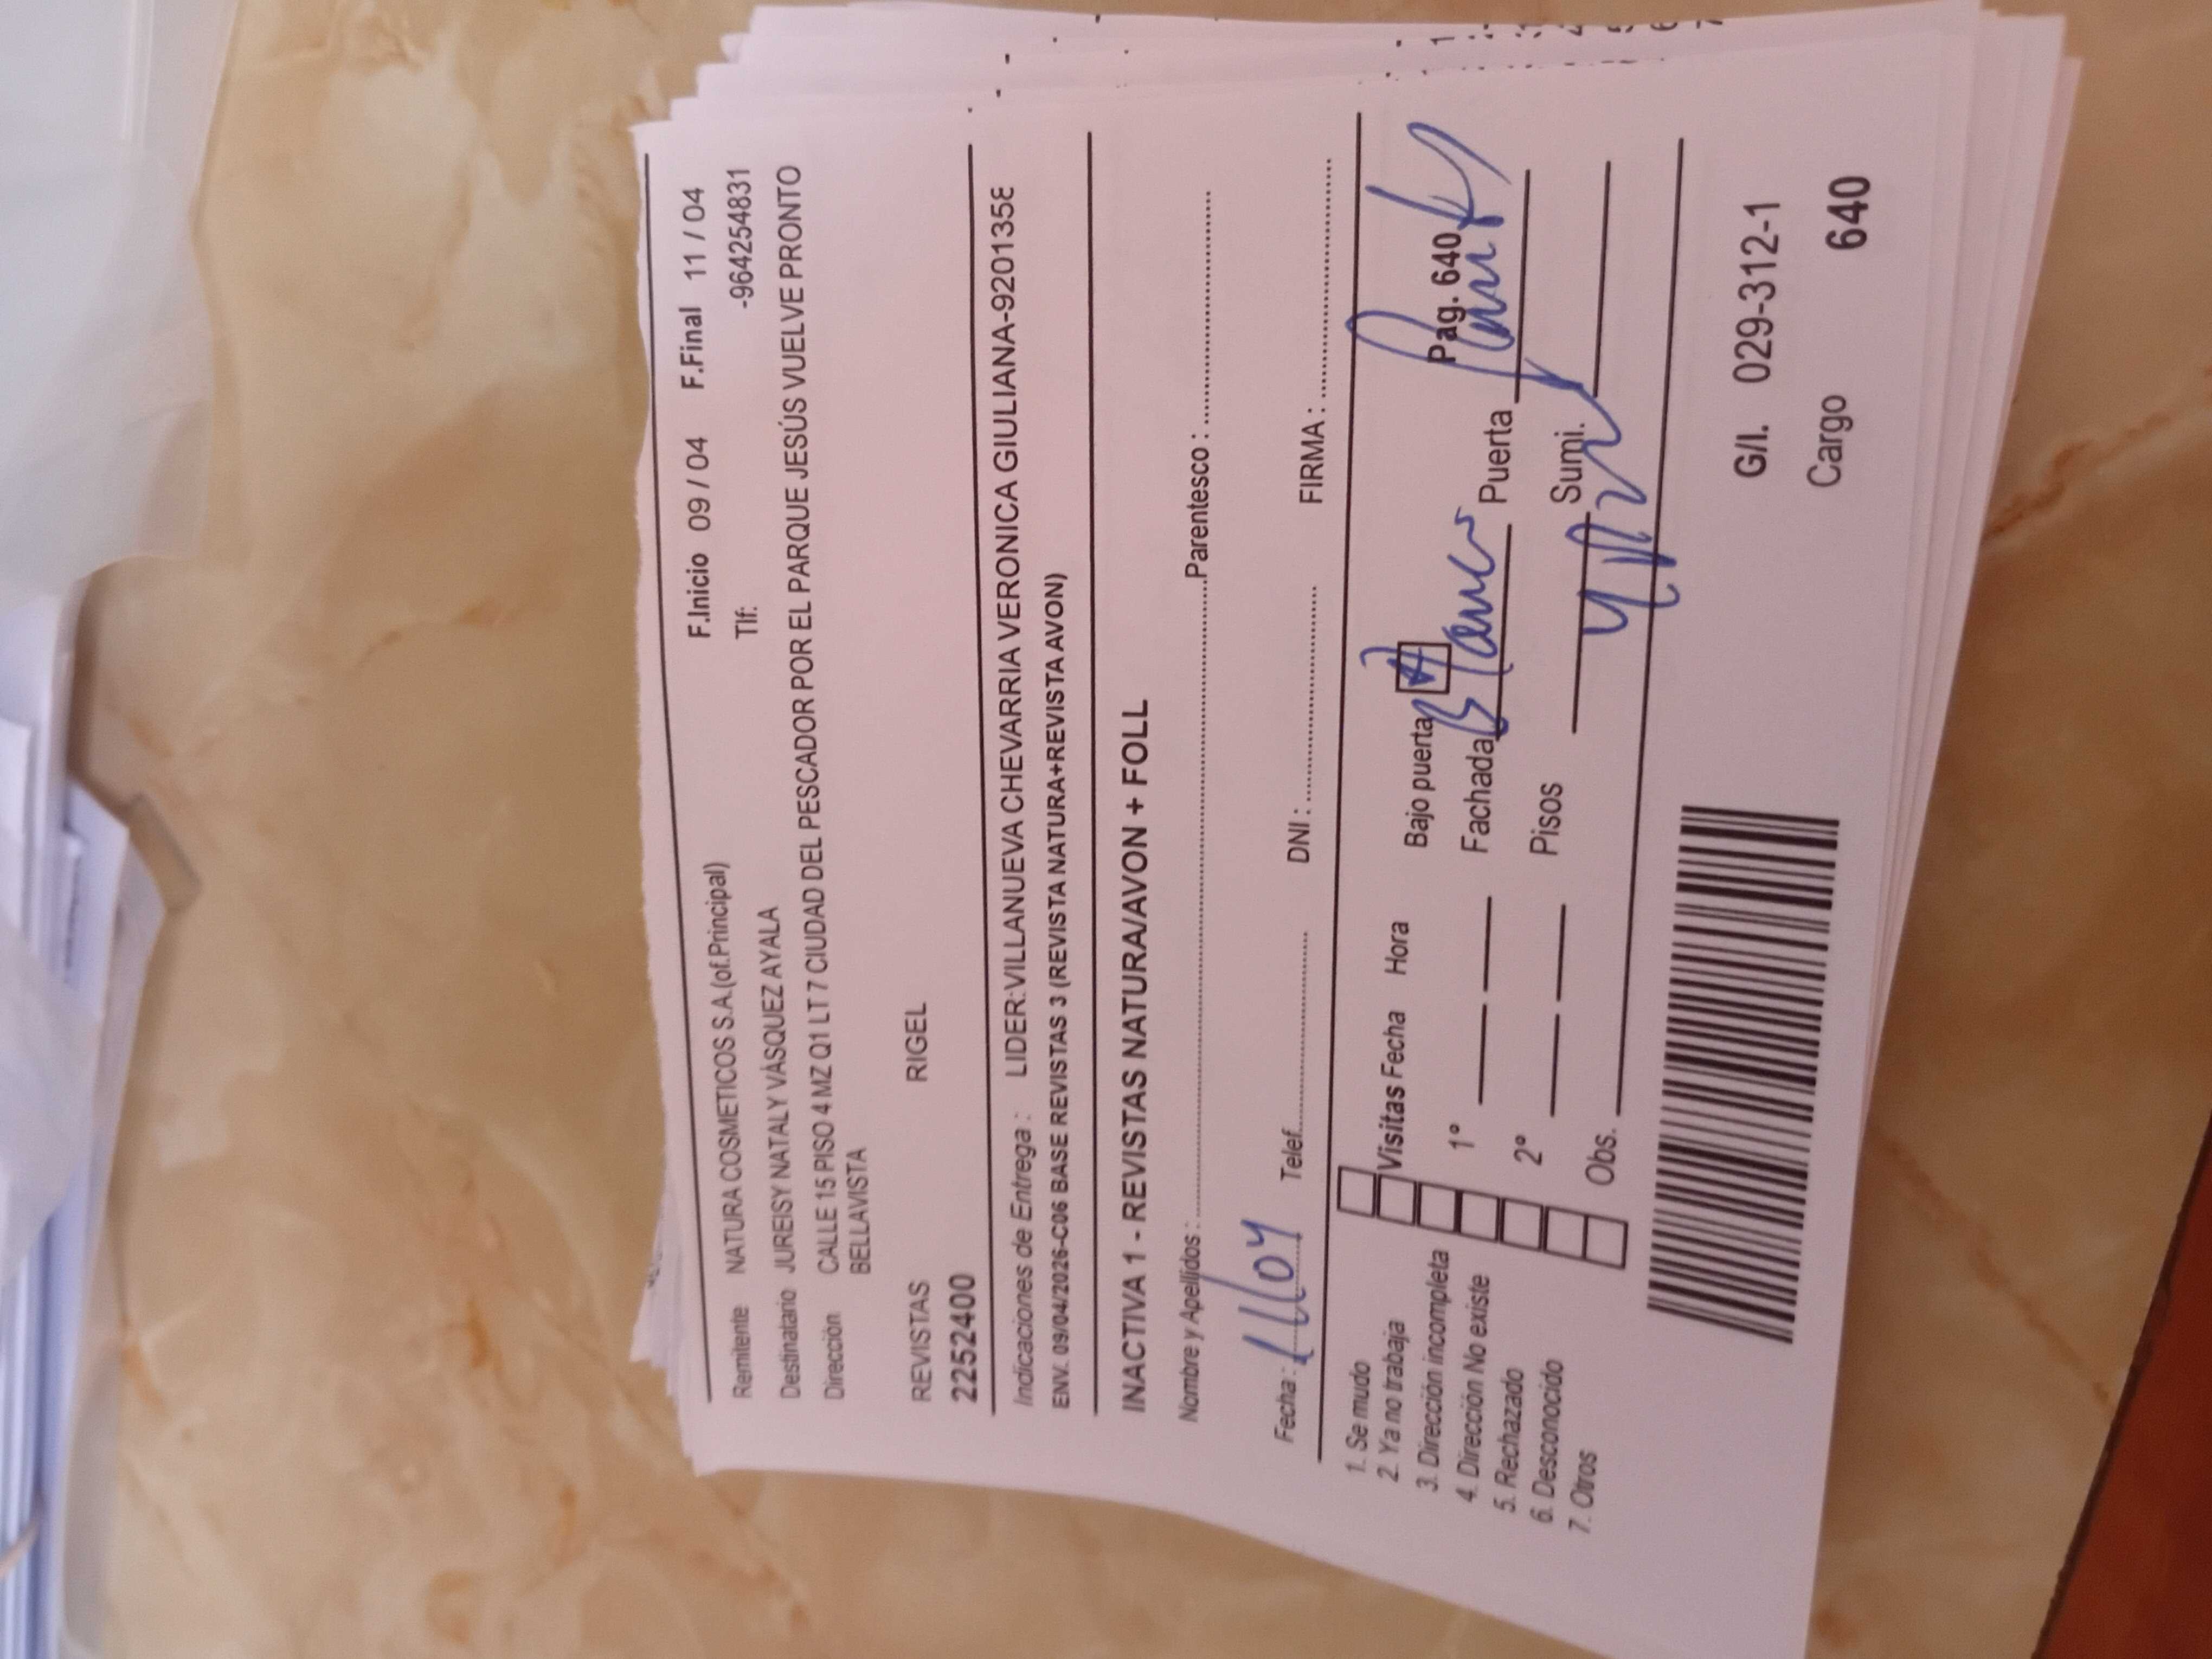 F.Inicio 09 / 04 F.Final 11 / 04
Remitente NATURA COSMETICOS S.A.(of.Principal) Tlf: -964254831
Destinatario JUREISY NATALY VÀSQUEZ AYALA
Dirección CALLE 15 PISO 4 MZ Q1 LT 7 CIUDAD DEL PESCADOR POR EL PARQUE JESÚS VUELVE PRONTO
BELLAVISTA
REVISTAS RIGEL
2252400
Indicaciones de Entrega : LIDER:VILLANUEVA CHEVARRIA VERONICA GIULIANA-9201358
ENV. 09/04/2026-C06 BASE REVISTAS 3 (REVISTA NATURA+REVISTA AVON)
INACTIVA 1 - REVISTAS NATURA/AVON + FOLL
Nombre y Apellidos : Parentesco :
Fecha : 11/04 Telef. DNI : FIRMA :
1. Se mudo
2. Ya no trabaja
3. Dirección incompleta
4. Dirección No existe
5. Rechazado
6. Desconocido
7. Otros
Visitas Fecha Hora
1º
2º
Obs.
Bajo puerta Pag. 640
Fachada Blanco Puerta
Pisos Sumi.
G/I. 029-312-1
Cargo 640